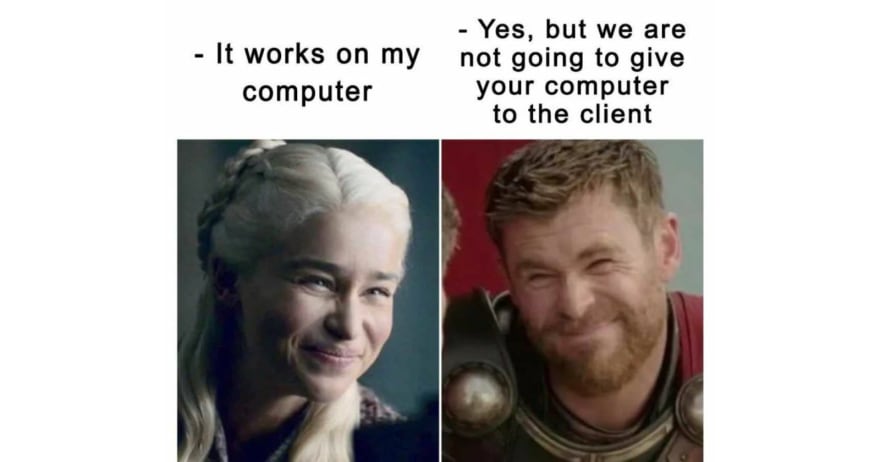 - It works on my
computer
- Yes, but we are
not going to give
your computer
to the client